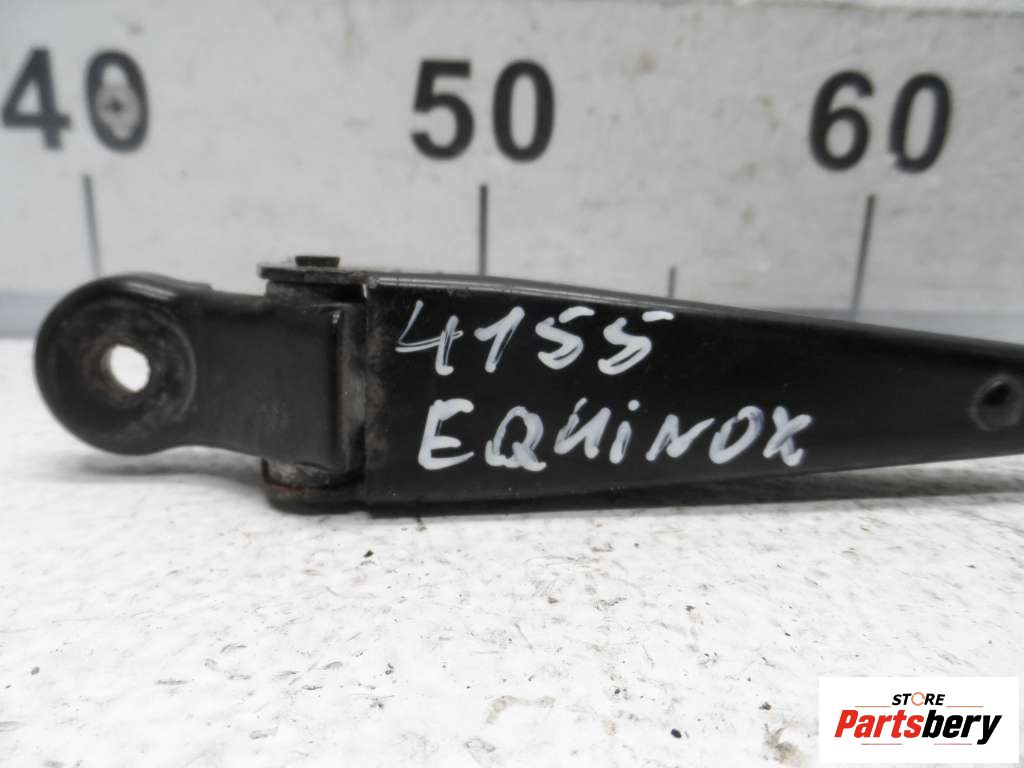 40 50 60
4155
EQUINOX
STORE
Partsbery